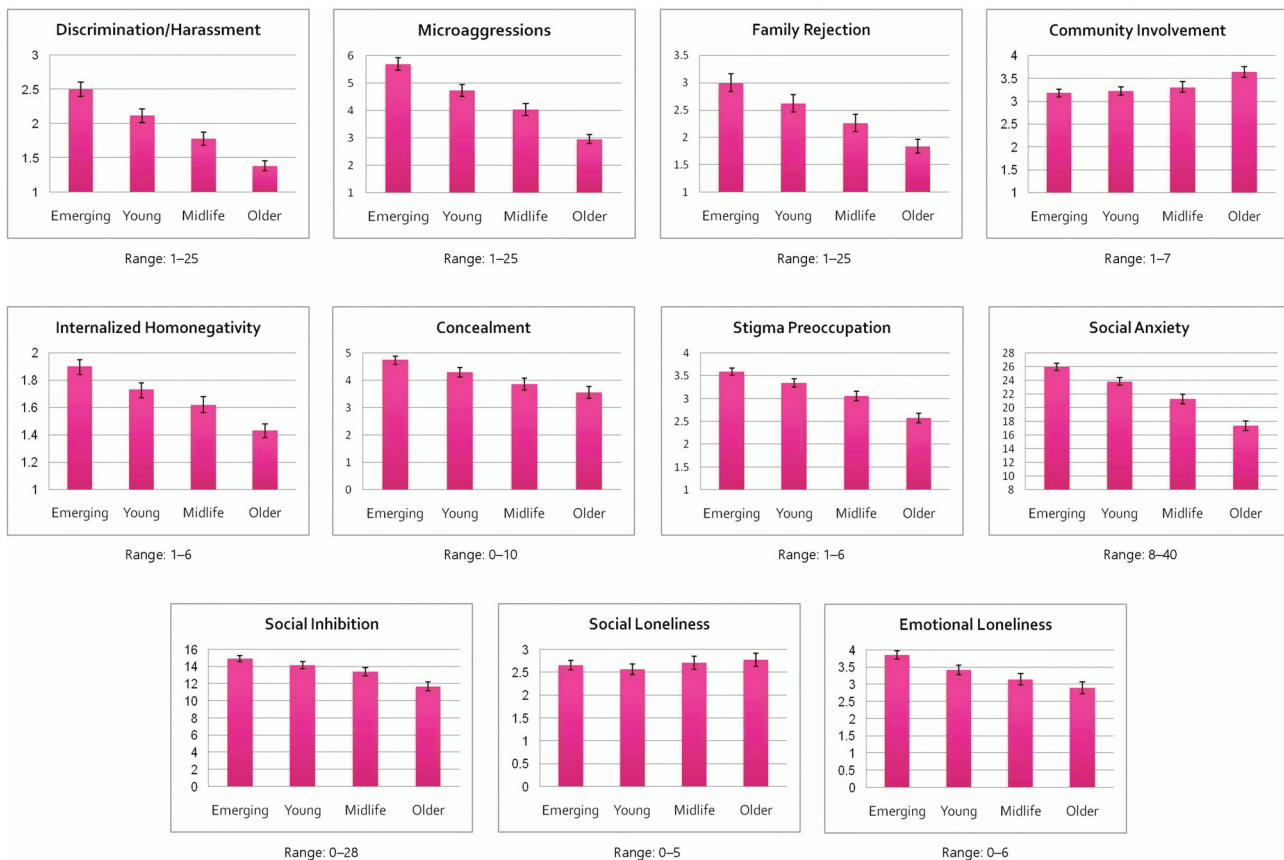 Discrimination/Harassment
3
2.5
2
1.5
1
Emerging Young Midlife Older
Range: 1–25
Microaggressions
6
5
4
3
2
1
Emerging Young Midlife Older
Range: 1–25
Family Rejection
3.5
3
2.5
2
1.5
1
Emerging Young Midlife Older
Range: 1–25
Community Involvement
4
3.5
3
2.5
2
1.5
1
Emerging Young Midlife Older
Range: 1–7
Internalized Homonegativity
2
1.8
1.6
1.4
1.2
1
Emerging Young Midlife Older
Range: 1–6
Concealment
5
4
3
2
1
0
Emerging Young Midlife Older
Range: 0–10
Stigma Preoccupation
4
3.5
3
2.5
2
1.5
1
Emerging Young Midlife Older
Range: 1–6
Social Anxiety
28
26
24
22
20
18
16
14
12
10
8
Emerging Young Midlife Older
Range: 8–40
Social Inhibition
16
14
12
10
8
6
4
2
0
Emerging Young Midlife Older
Range: 0–28
Social Loneliness
3
2.5
2
1.5
1
0.5
0
Emerging Young Midlife Older
Range: 0–5
Emotional Loneliness
4
3.5
3
2.5
2
1.5
1
0.5
0
Emerging Young Midlife Older
Range: 0–6